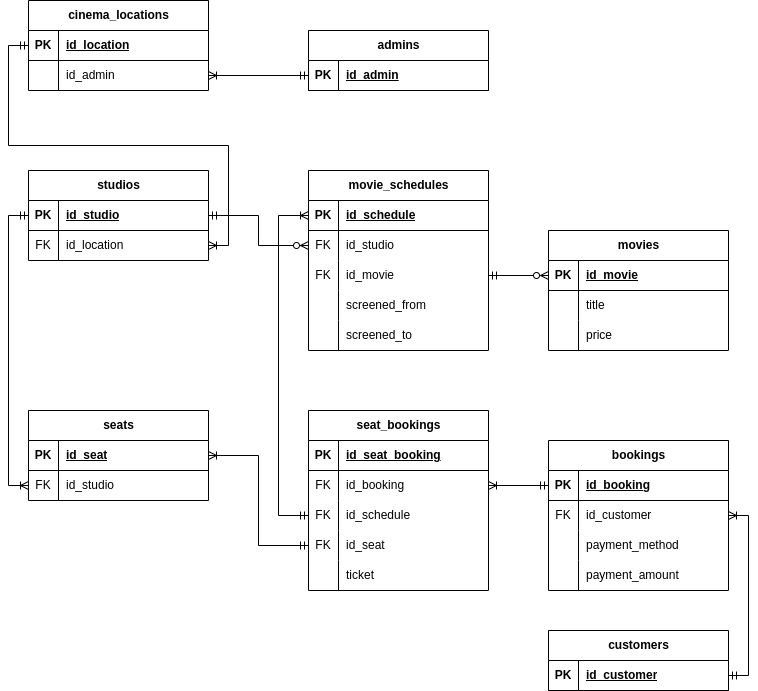 cinema_locations
PK id_location
id_admin
admins
PK id_admin
studios
PK id_studio
FK id_location
movie_schedules
PK id_schedule
FK id_studio
FK id_movie
screened_from
screened_to
movies
PK id_movie
title
price
seats
PK id_seat
FK id_studio
seat_bookings
PK id_seat_booking
FK id_booking
FK id_schedule
FK id_seat
ticket
bookings
PK id_booking
FK id_customer
payment_method
payment_amount
customers
PK id_customer